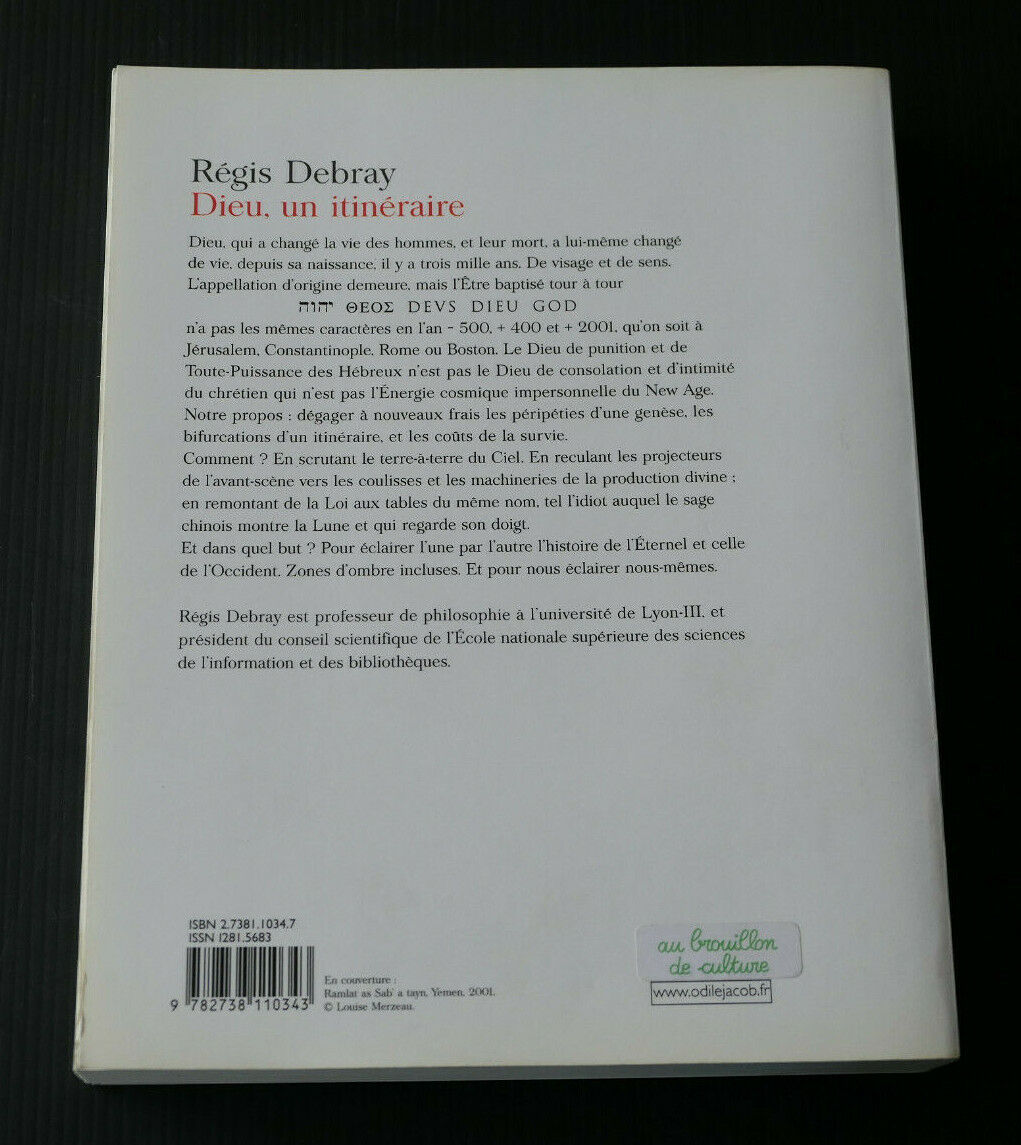 Régis Debray
Dieu, un itinéraire
Dieu, qui a changé la vie des hommes, et leur mort, a lui-même changé
de vie, depuis sa naissance, il y a trois mille ans. De visage et de sens.
L'appellation d'origine demeure, mais l'Être baptisé tour à tour
יהוה ΘΕΟΣ DEVS DIEU GOD
n'a pas les mêmes caractères en l'an - 500, + 400 et + 2001, qu'on soit à
Jérusalem, Constantinople, Rome ou Boston. Le Dieu de punition et de
Toute-Puissance des Hébreux n'est pas le Dieu de consolation et d'intimité
du chrétien qui n'est pas l'Énergie cosmique impersonnelle du New Age.
Notre propos : dégager à nouveaux frais les péripéties d'une genèse, les
bifurcations d'un itinéraire, et les coûts de la survie.
Comment ? En scrutant le terre-à-terre du Ciel. En reculant les projecteurs
de l'avant-scène vers les coulisses et les machineries de la production divine ;
en remontant de la Loi aux tables du même nom, tel l'idiot auquel le sage
chinois montre la Lune et qui regarde son doigt.
Et dans quel but ? Pour éclairer l'une par l'autre l'histoire de l'Éternel et celle
de l'Occident. Zones d'ombre incluses. Et pour nous éclairer nous-mêmes.
Régis Debray est professeur de philosophie à l'université de Lyon-III, et
président du conseil scientifique de l'École nationale supérieure des sciences
de l'information et des bibliothèques.
ISBN 2.7381.1034.7
ISSN 1281.5683
9 782738 110343
En couverture :
Ramlat as Sab' a tayn, Yemen, 2001.
© Louise Merzeau.
au brouillon
de culture
www.odilejacob.fr